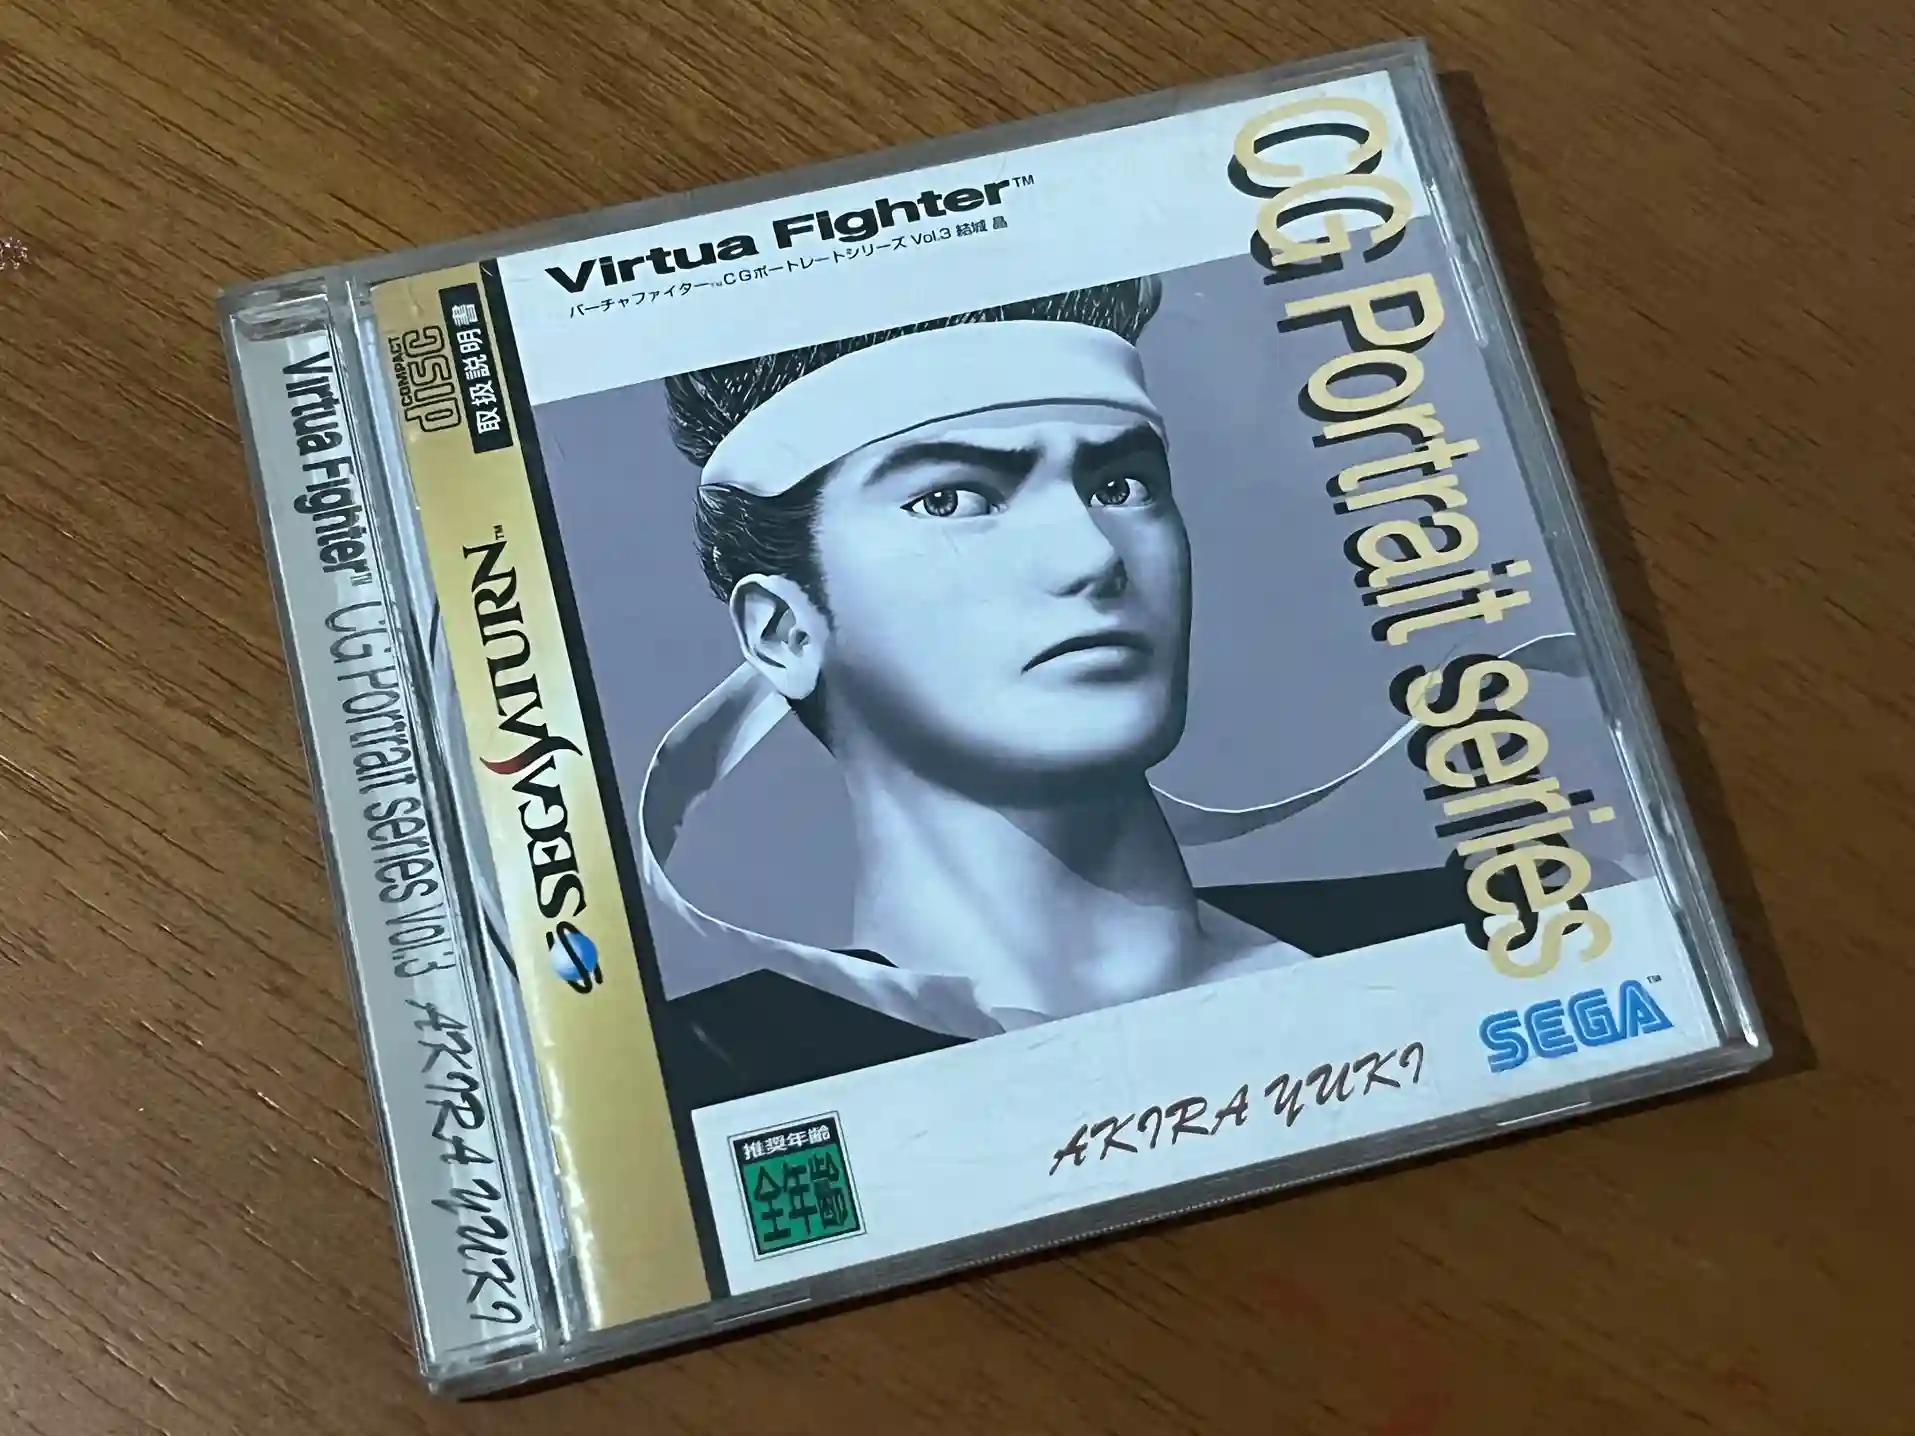 Virtua Fighter™
バーチャファイター™CGポートレートシリーズ Vol.3 結城 晶
CG Portrait series
取扱説明書
COMPACT
disc
SEGA SATURN™
Virtua Fighter™ CG Portrait series Vol.3 AKIRA YUKI
SEGA™
AKIRA YUKI
推奨年齢
全年齢